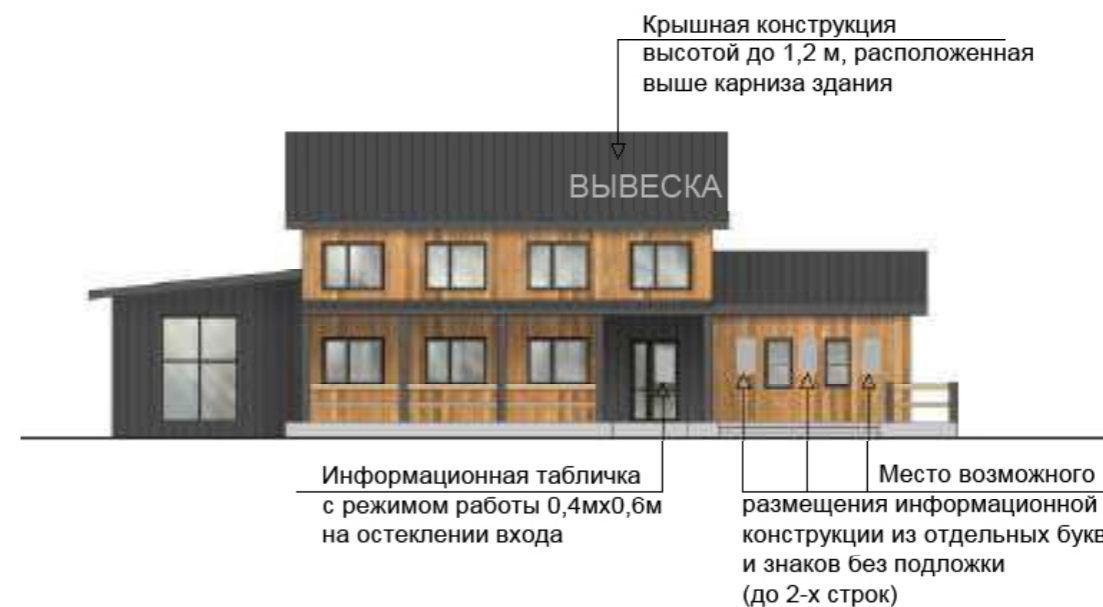 Крышная конструкция
высотой до 1,2 м, расположенная
выше карниза здания
ВЫВЕСКА
Информационная табличка
с режимом работы 0,4мх0,6м
на остеклении входа
Место возможного
размещения информационной
конструкции из отдельных букв
и знаков без подложки
(до 2-х строк)